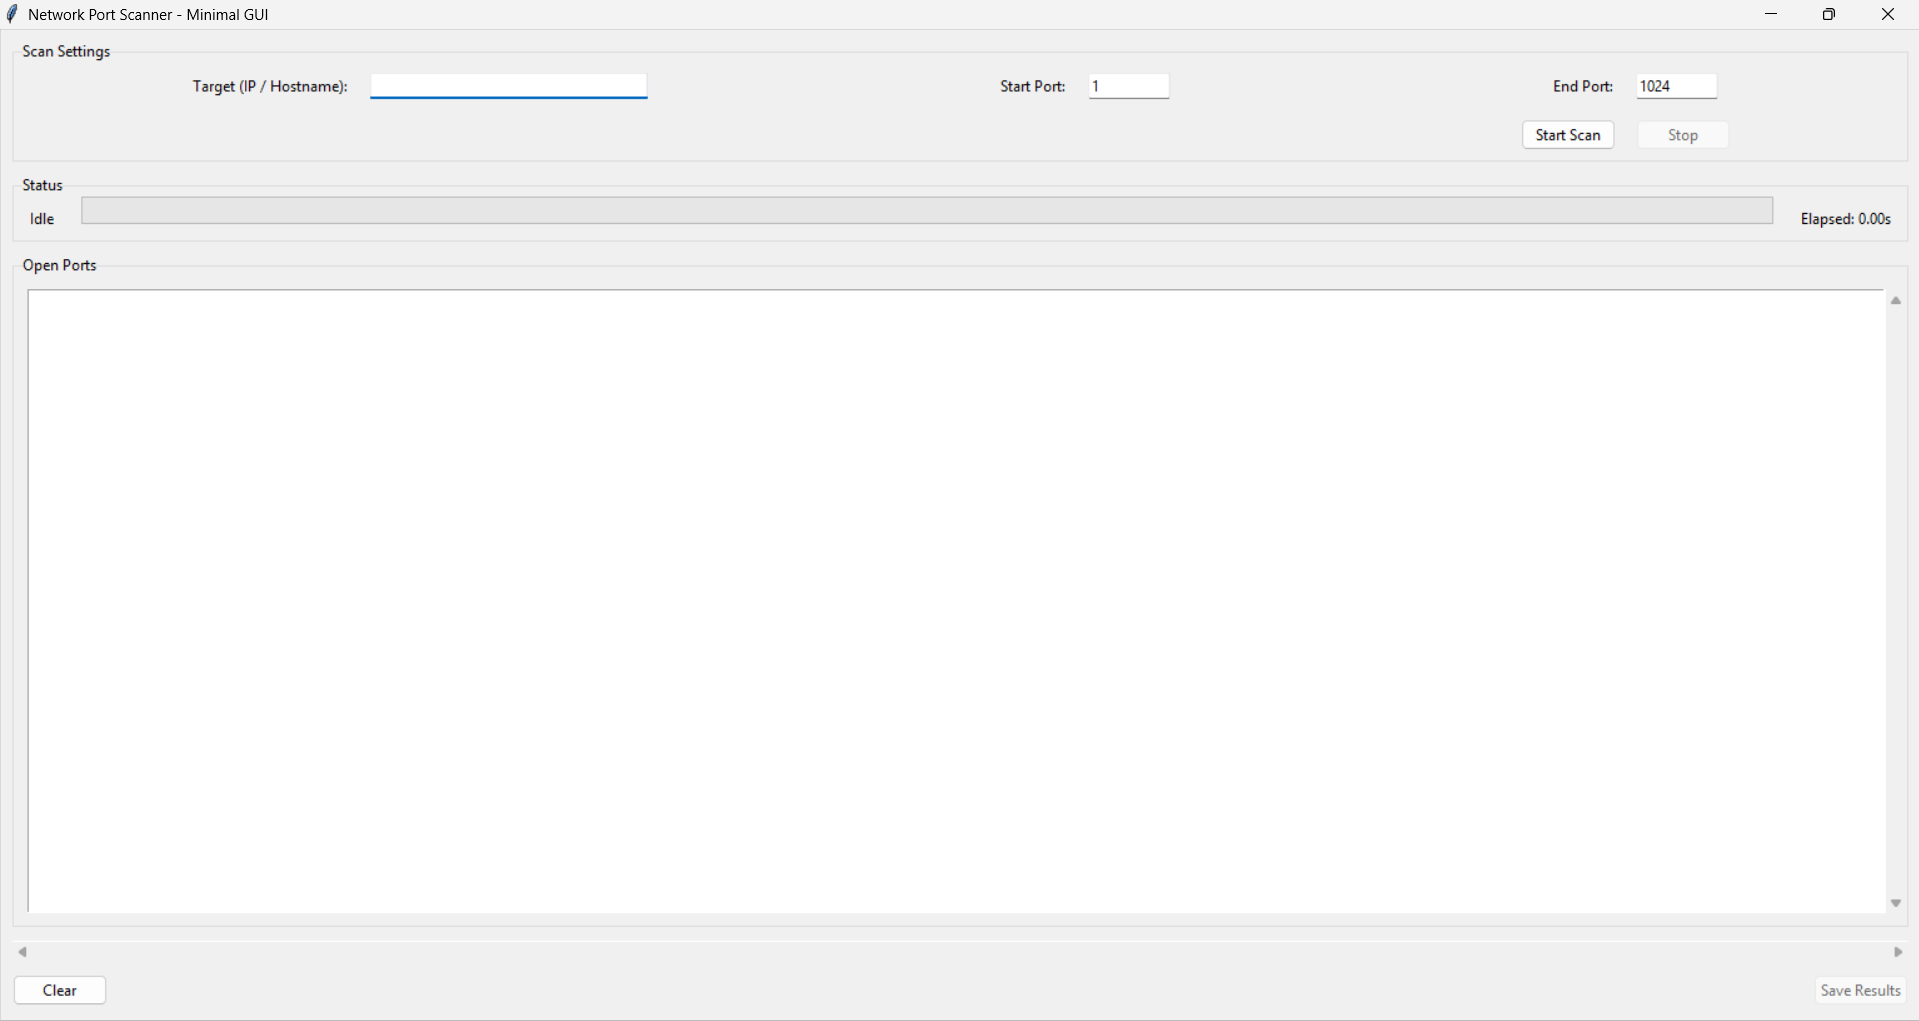 Network Port Scanner - Minimal GUI
Scan Settings
Target (IP / Hostname):
Start Port: 1
End Port: 1024
Start Scan
Stop
Status
Idle
Elapsed: 0.00s
Open Ports
Clear
Save Results